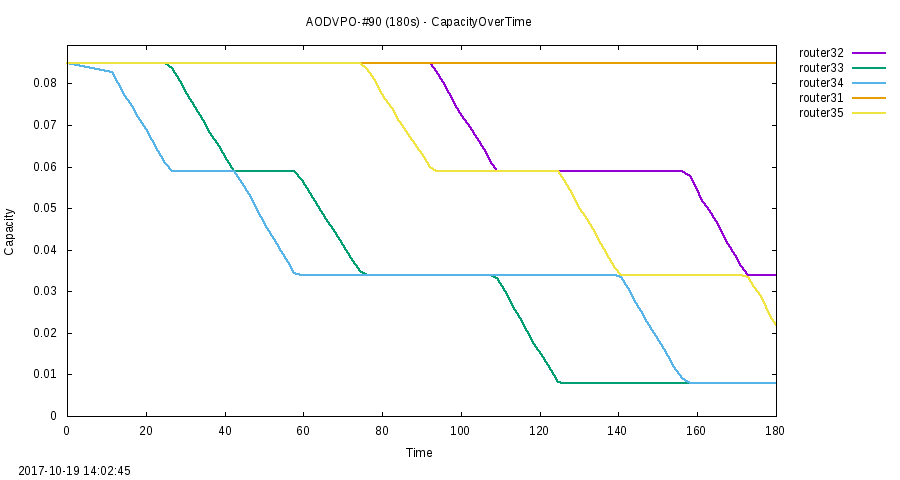 AODVPO-#90 (180s) - CapacityOverTime
router32
router33
router34
router31
router35
0.08
0.07
0.06
0.05
0.04
0.03
0.02
0.01
0
Capacity
0 20 40 60 80 100 120 140 160 180
Time
2017-10-19 14:02:45